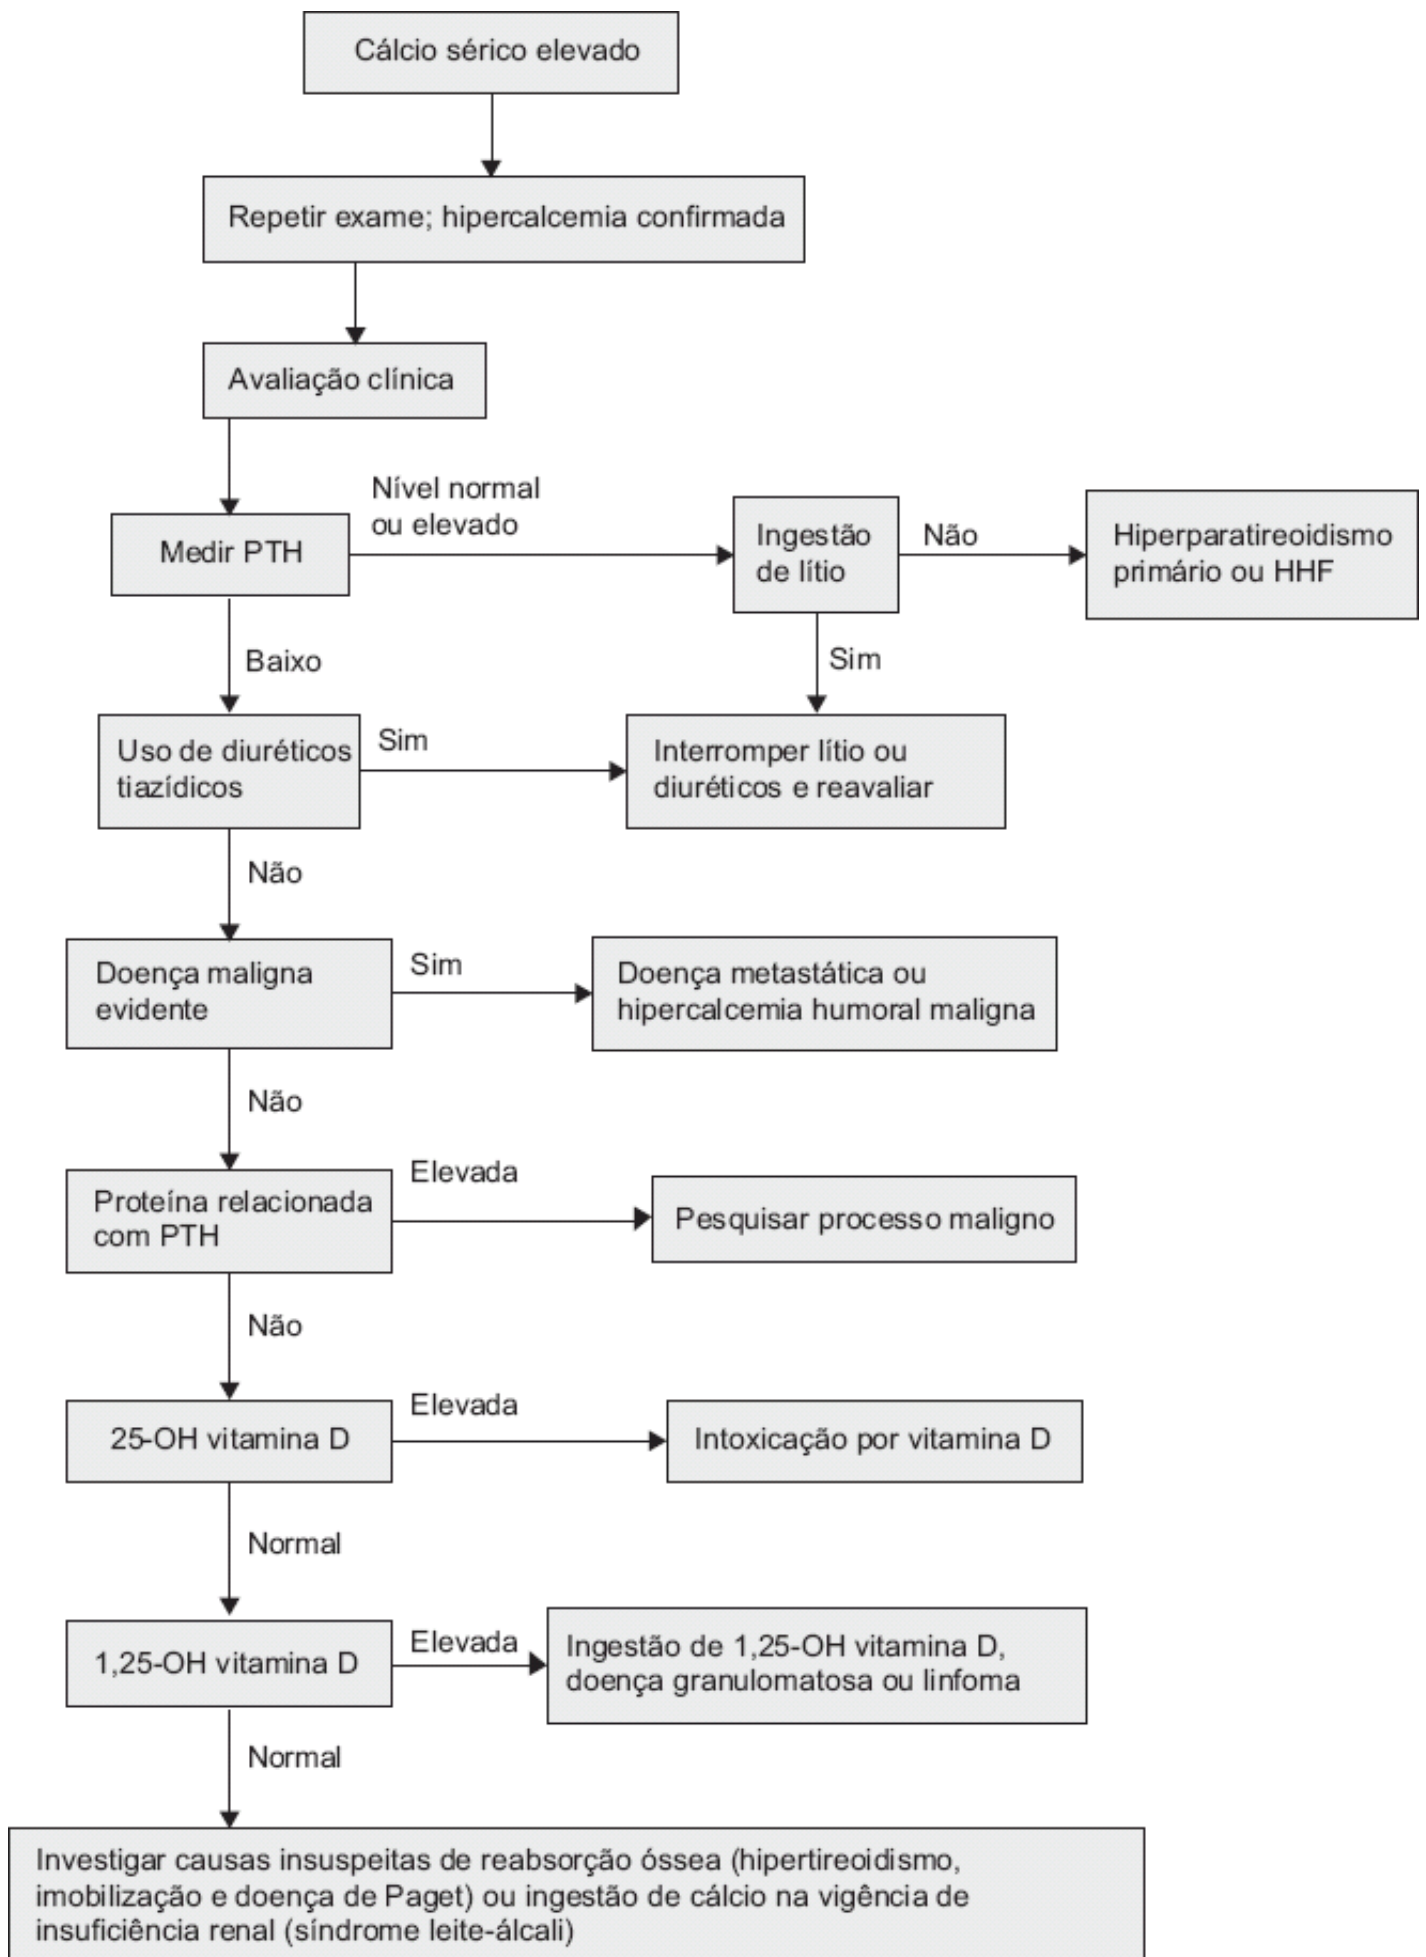 Cálcio sérico elevado
Repetir exame; hipercalcemia confirmada
Avaliação clínica
Medir PTH
Nível normal
ou elevado
Ingestão
de lítio
Não
Hiperparatireoidismo
primário ou HHF
Baixo
Sim
Uso de diuréticos
tiazídicos
Sim
Interromper lítio ou
diuréticos e reavaliar
Não
Doença maligna
evidente
Sim
Doença metastática ou
hipercalcemia humoral maligna
Não
Proteína relacionada
com PTH
Elevada
Pesquisar processo maligno
Não
25-OH vitamina D
Elevada
Intoxicação por vitamina D
Normal
1,25-OH vitamina D
Elevada
Ingestão de 1,25-OH vitamina D,
doença granulomatosa ou linfoma
Normal
Investigar causas insuspeitas de reabsorção óssea (hipertireoidismo,
imobilização e doença de Paget) ou ingestão de cálcio na vigência de
insuficiência renal (síndrome leite-álcali)